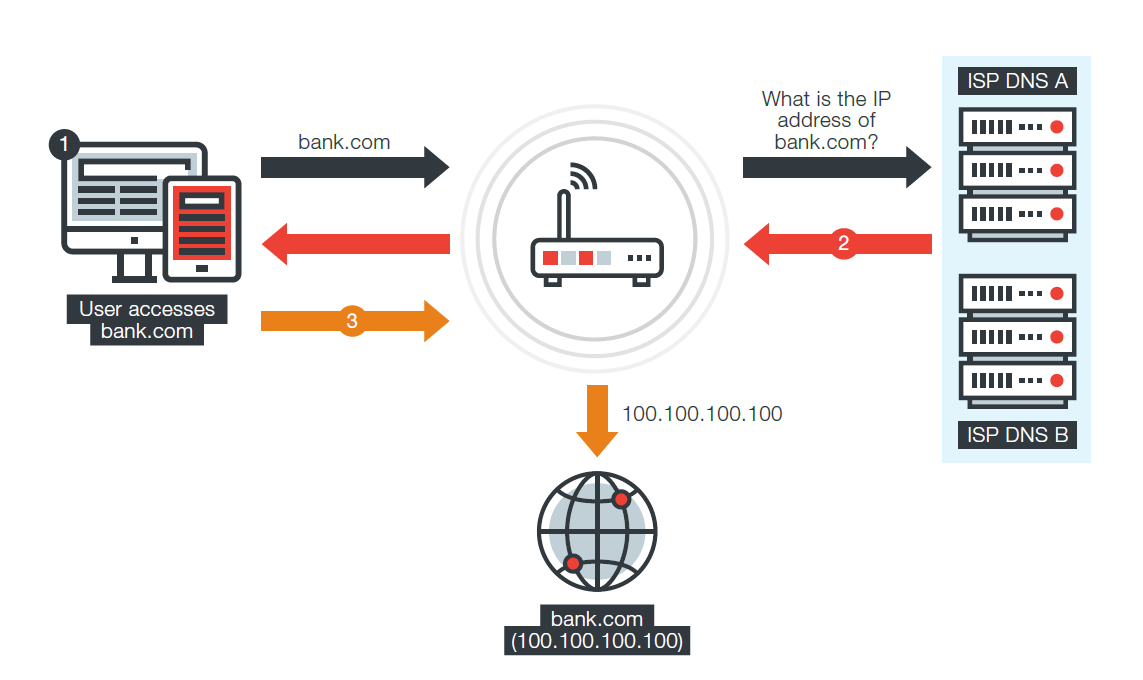 1
bank.com
What is the IP
address of
bank.com?
ISP DNS A
2
User accesses
bank.com
3
100.100.100.100
ISP DNS B
bank.com
(100.100.100.100)